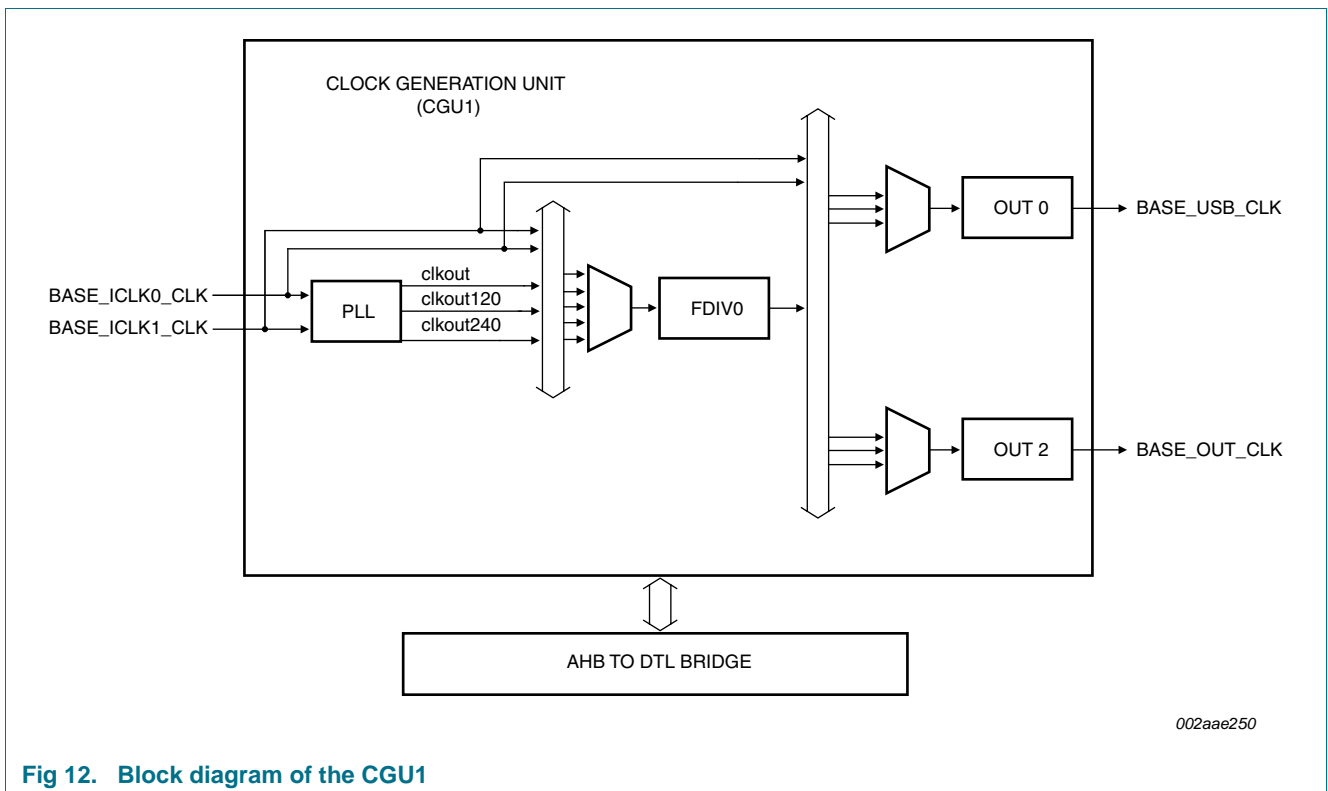 CLOCK GENERATION UNIT
(CGU1)
OUT 0
BASE_USB_CLK
clkout
BASE_ICLK0_CLK
clkout120
PLL
FDIV0
BASE_ICLK1_CLK
clkout240
OUT 2
BASE_OUT_CLK
AHB TO DTL BRIDGE
002aae250
Fig 12. Block diagram of the CGU1